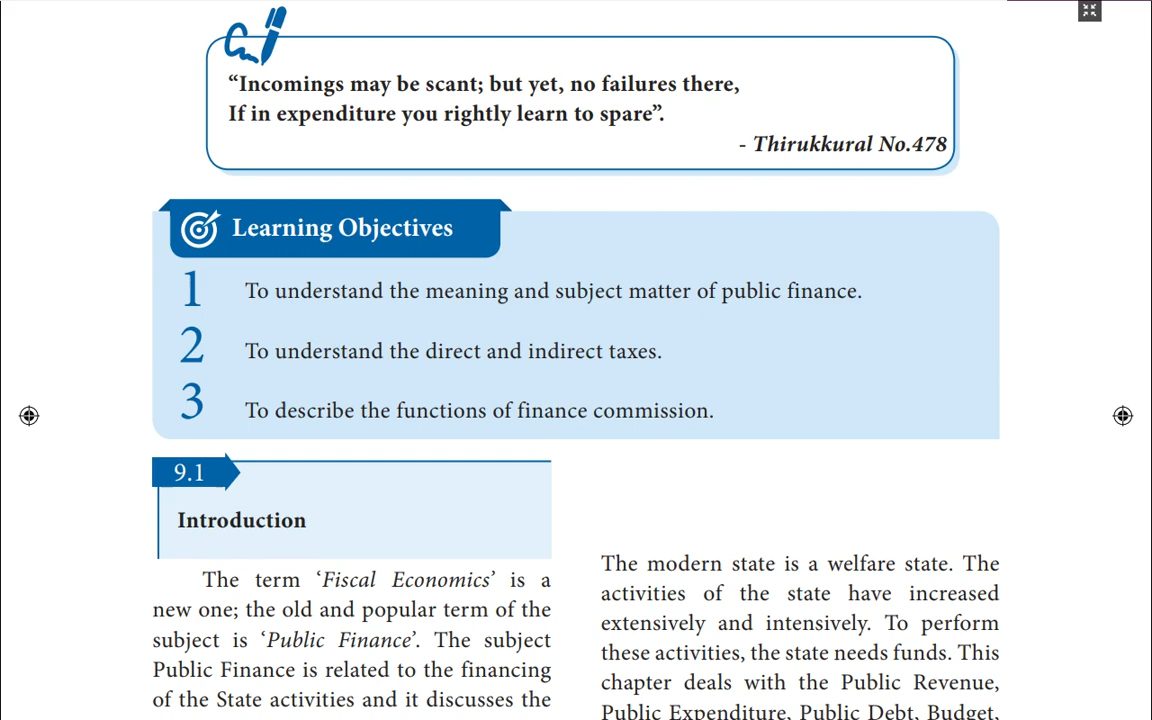 “Incomings may be scant; but yet, no failures there,
If in expenditure you rightly learn to spare”.
- Thirukkural No.478
Learning Objectives
1 To understand the meaning and subject matter of public finance.
2 To understand the direct and indirect taxes.
3 To describe the functions of finance commission.
9.1
Introduction
The term ‘Fiscal Economics’ is a
new one; the old and popular term of the
subject is ‘Public Finance’. The subject
Public Finance is related to the financing
of the State activities and it discusses the
The modern state is a welfare state. The
activities of the state have increased
extensively and intensively. To perform
these activities, the state needs funds. This
chapter deals with the Public Revenue,
Public Expenditure, Public Debt, Budget,